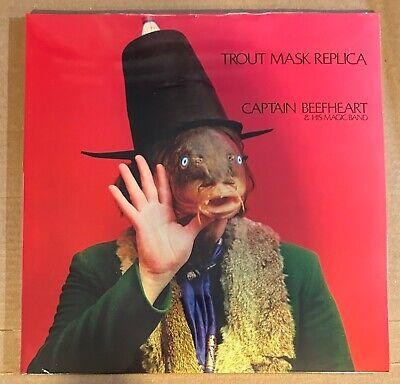 TROUT MASK REPLICA
CAPTAIN BEEFHEART
& HIS MAGIC BAND